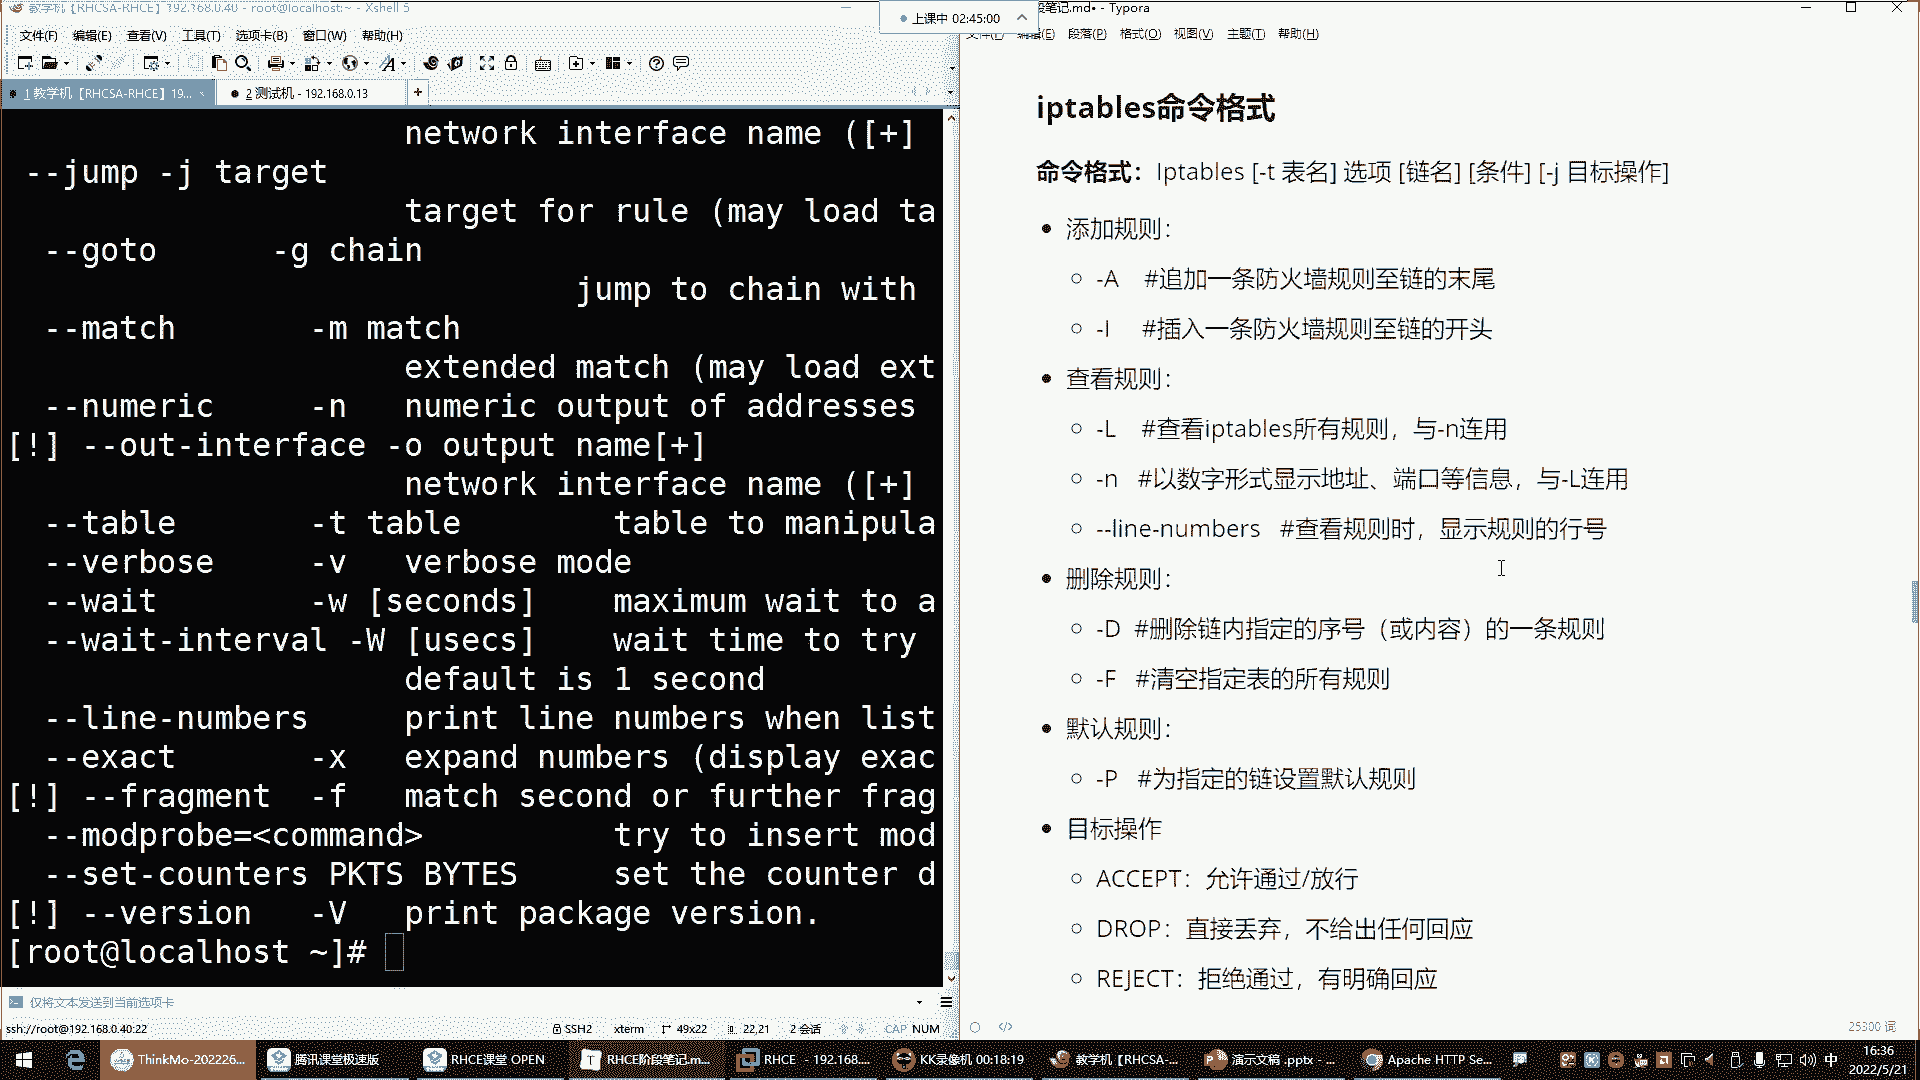 教学机【RHCSA-RHCE】192.168.0.40 - root@localhost:~ - Xshell 5
文件(F) 编辑(E) 查看(V) 工具(T) 选项卡(B) 窗口(W) 帮助(H)
1 教学机【RHCSA-RHCE】19...
2 测试机 - 192.168.0.13
network interface name ([+]
--jump -j target
target for rule (may load ta
--goto -g chain
jump to chain with
--match -m match
extended match (may load ext
--numeric -n numeric output of addresses
[!] --out-interface -o output name[+]
network interface name ([+]
--table -t table table to manipula
--verbose -v verbose mode
--wait -w [seconds] maximum wait to a
--wait-interval -W [usecs] wait time to try
default is 1 second
--line-numbers print line numbers when list
--exact -x expand numbers (display exac
[!] --fragment -f match second or further frag
--modprobe=<command> try to insert mod
--set-counters PKTS BYTES set the counter d
[!] --version -V print package version.
[root@localhost ~]#
仅将文本发送到当前选项卡
ssh://root@192.168.0.40:22 SSH2 xterm 49x22 22,21 2 会话 CAP NUM
上课中 02:45:00
段笔记.md• - Typora
文件(F) 编辑(E) 段落(P) 格式(O) 视图(V) 主题(T) 帮助(H)
iptables命令格式
命令格式：Iptables [-t 表名] 选项 [链名] [条件] [-j 目标操作]
添加规则：
-A #追加一条防火墙规则至链的末尾
-I #插入一条防火墙规则至链的开头
查看规则：
-L #查看iptables所有规则，与-n连用
-n #以数字形式显示地址、端口等信息，与-L连用
--line-numbers #查看规则时，显示规则的行号
删除规则：
-D #删除链内指定的序号（或内容）的一条规则
-F #清空指定表的所有规则
默认规则：
-P #为指定的链设置默认规则
目标操作
ACCEPT：允许通过/放行
DROP：直接丢弃，不给出任何回应
REJECT：拒绝通过，有明确回应
25300 词
ThinkMo-202226...
腾讯课堂极速版
RHCE课堂 OPEN
RHCE阶段笔记.m...
RHCE - 192.168....
KK录像机 00:18:19
教学机【RHCSA-...
演示文稿 .pptx - ...
Apache HTTP Se...
中
16:36
2022/5/21